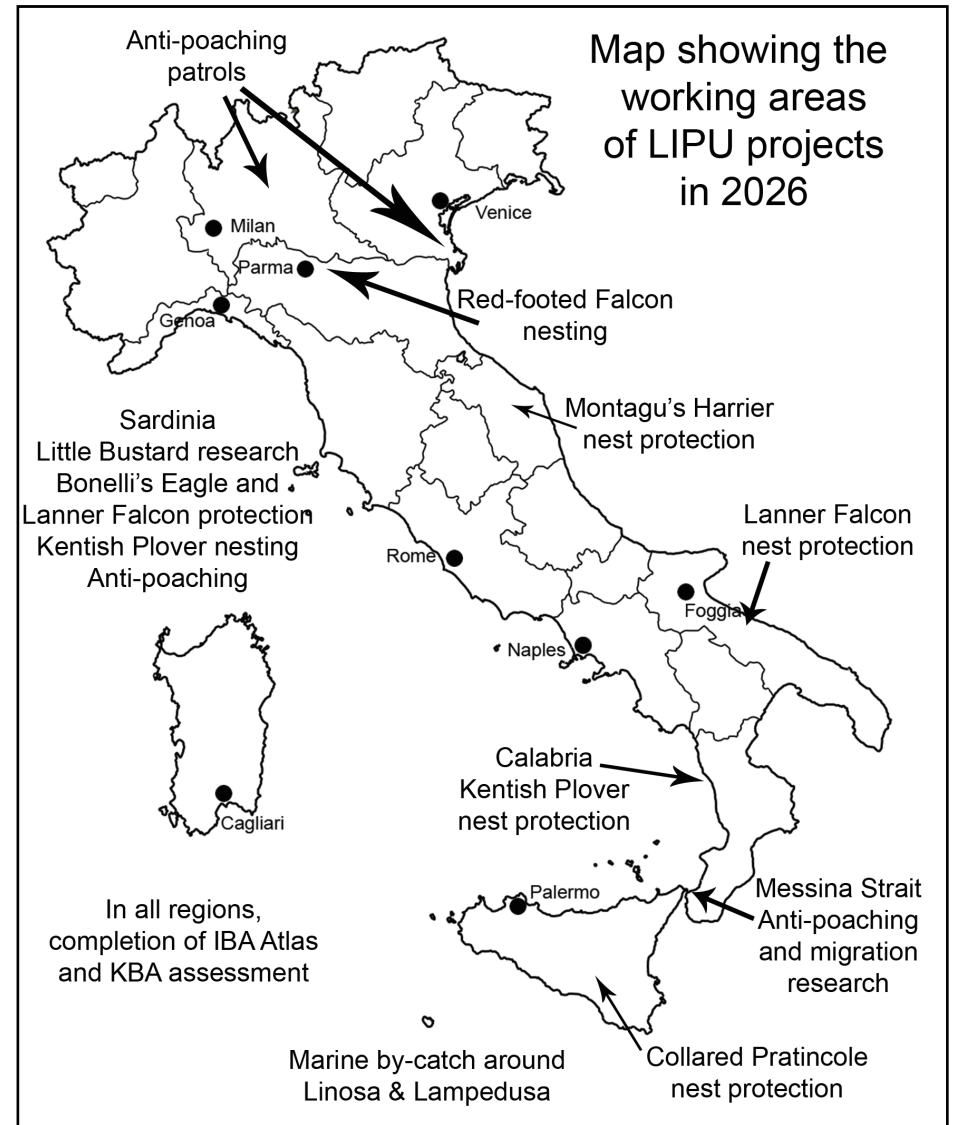 Anti-poaching
patrols
Map showing the
working areas
of LIPU projects
in 2026
Venice
Milan
Parma
Genoa
Red-footed Falcon
nesting
Montagu's Harrier
nest protection
Sardinia
Little Bustard research
Bonelli's Eagle and
Lanner Falcon protection
Kentish Plover nesting
Anti-poaching
Lanner Falcon
nest protection
Rome
Foggia
Naples
Calabria
Kentish Plover
nest protection
Cagliari
Palermo
Messina Strait
Anti-poaching
and migration
research
In all regions,
completion of IBA Atlas
and KBA assessment
Marine by-catch around
Linosa & Lampedusa
Collared Pratincole
nest protection